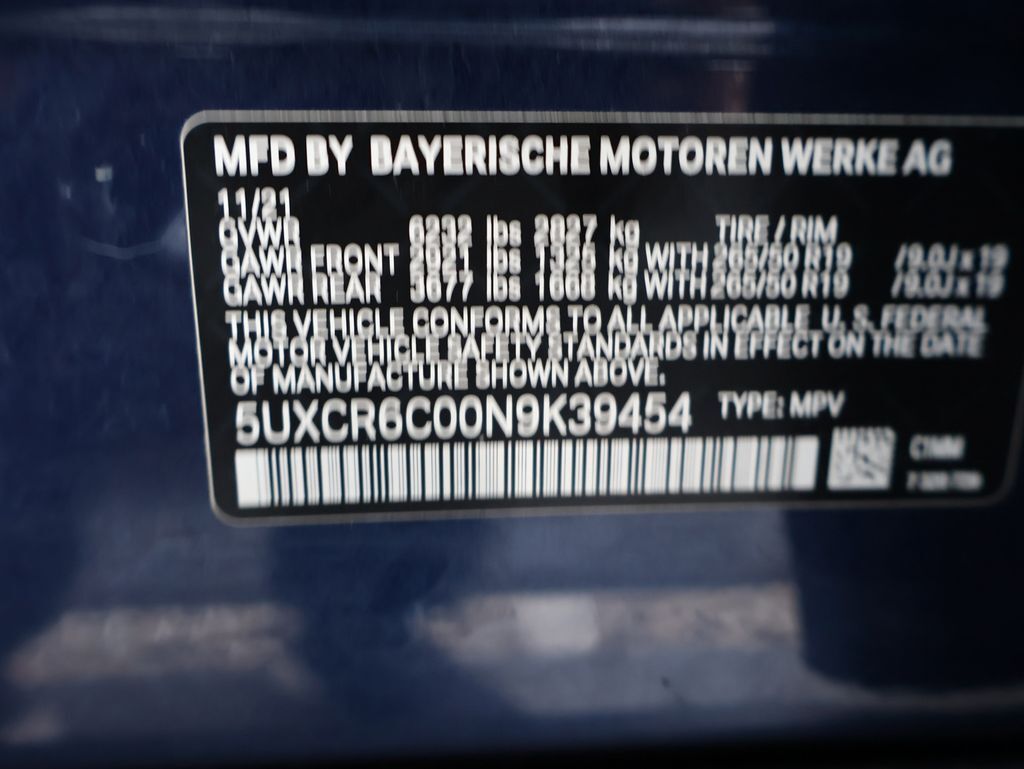 MFD BY BAYERISCHE MOTOREN WERKE AG
11/21
GVWR 6232 lbs 2827 kg TIRE / RIM
GAWR FRONT 2921 lbs 1325 kg WITH 265/50 R19 /9.0J x 19
GAWR REAR 3677 lbs 1668 kg WITH 265/50 R19 /9.0J x 19
THIS VEHICLE CONFORMS TO ALL APPLICABLE U. S. FEDERAL
MOTOR VEHICLE SAFETY STANDARDS IN EFFECT ON THE DATE
OF MANUFACTURE SHOWN ABOVE.
5UXCR6C00N9K39454 TYPE: MPV